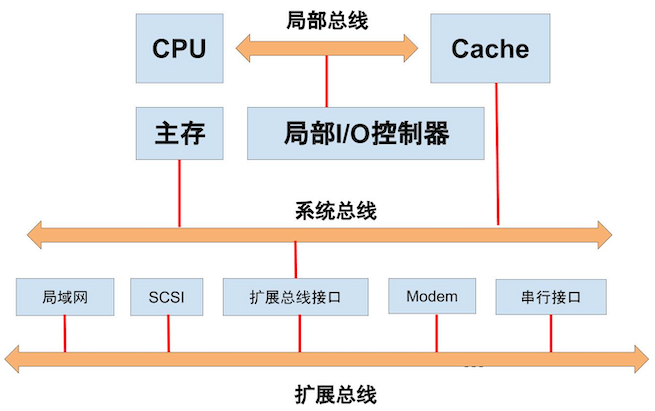 局部总线
CPU
Cache
主存
局部I/O控制器
系统总线
局域网
SCSI
扩展总线接口
Modem
串行接口
扩展总线